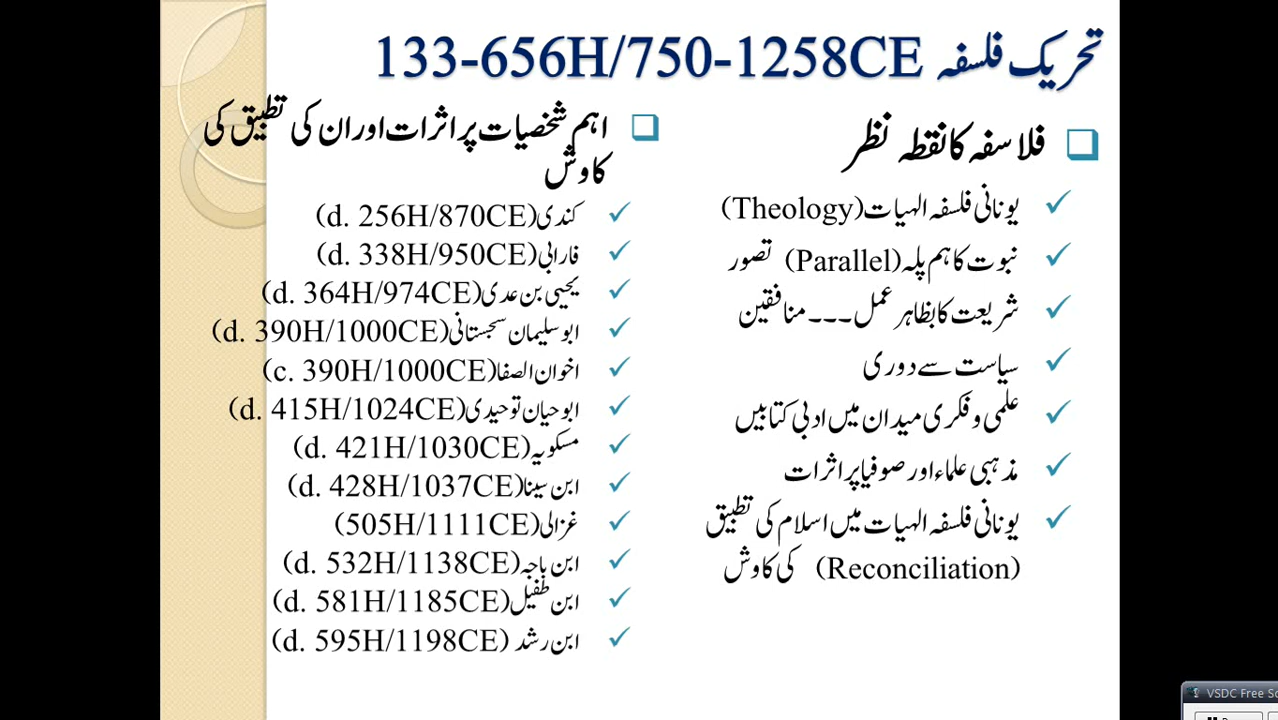 تحریک فلسفہ 133-656H/750-1258CE
فلاسفہ کا نقطہ نظر
یونانی فلسفہ الہیات (Theology)
نبوت کا ہم پلہ (Parallel) تصور
شریعت کا بظاہر عمل۔۔۔ منافقین
سیاست سے دوری
علمی و فکری میدان میں ادبی کتابیں
مذہبی علماء اور صوفیا پر اثرات
یونانی فلسفہ الہیات میں اسلام کی تطبیق
(Reconciliation) کی کاوش
اہم شخصیات پر اثرات اور ان کی تطبیق کی
کاوش
کندی (d. 256H/870CE)
فارابی (d. 338H/950CE)
یحییٰ بن عدی (d. 364H/974CE)
ابو سلیمان سجستانی (d. 390H/1000CE)
اخوان الصفا (c. 390H/1000CE)
ابو حیان توحیدی (d. 415H/1024CE)
مسکویہ (d. 421H/1030CE)
ابن سینا (d. 428H/1037CE)
غزالی (505H/1111CE)
ابن باجہ (d. 532H/1138CE)
ابن طفیل (d. 581H/1185CE)
ابن رشد (d. 595H/1198CE)
VSDC Free